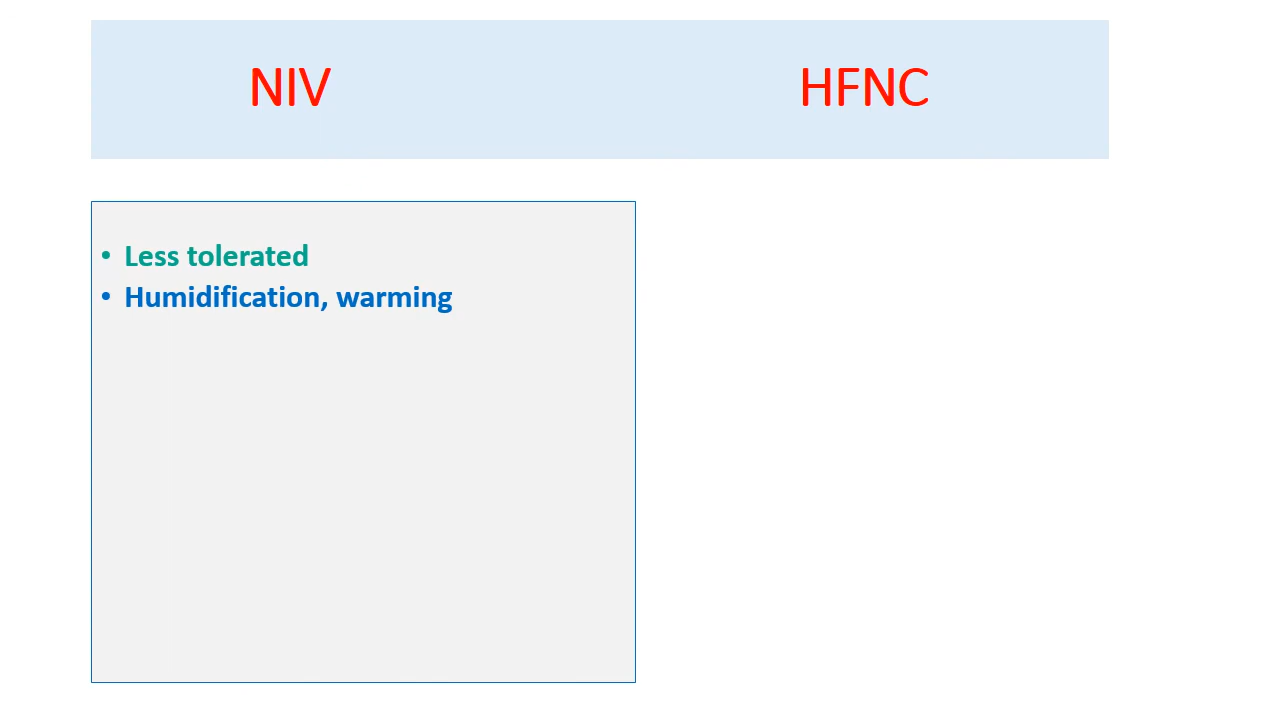 NIV HFNC
• Less tolerated
• Humidification, warming